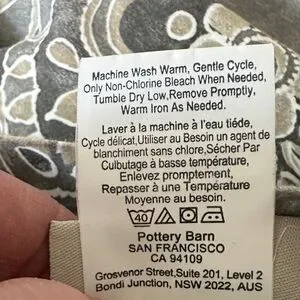 Machine Wash Warm, Gentle Cycle,
Only Non-Chlorine Bleach When Needed,
Tumble Dry Low,Remove Promptly,
Warm Iron As Needed.
Laver à la machine à l'eau tiéde,
Cycle délicat,Utiliser au Besoin un agent de
blanchiment sans chlore,Sécher Par
Culbutage à basse température,
Enlevez promptement,
Repasser à une Température
Moyenne au besoin.
40
Pottery Barn
SAN FRANCISCO
CA 94109
Grosvenor Street,Suite 201, Level 2
Bondi Junction, NSW 2022, AUS